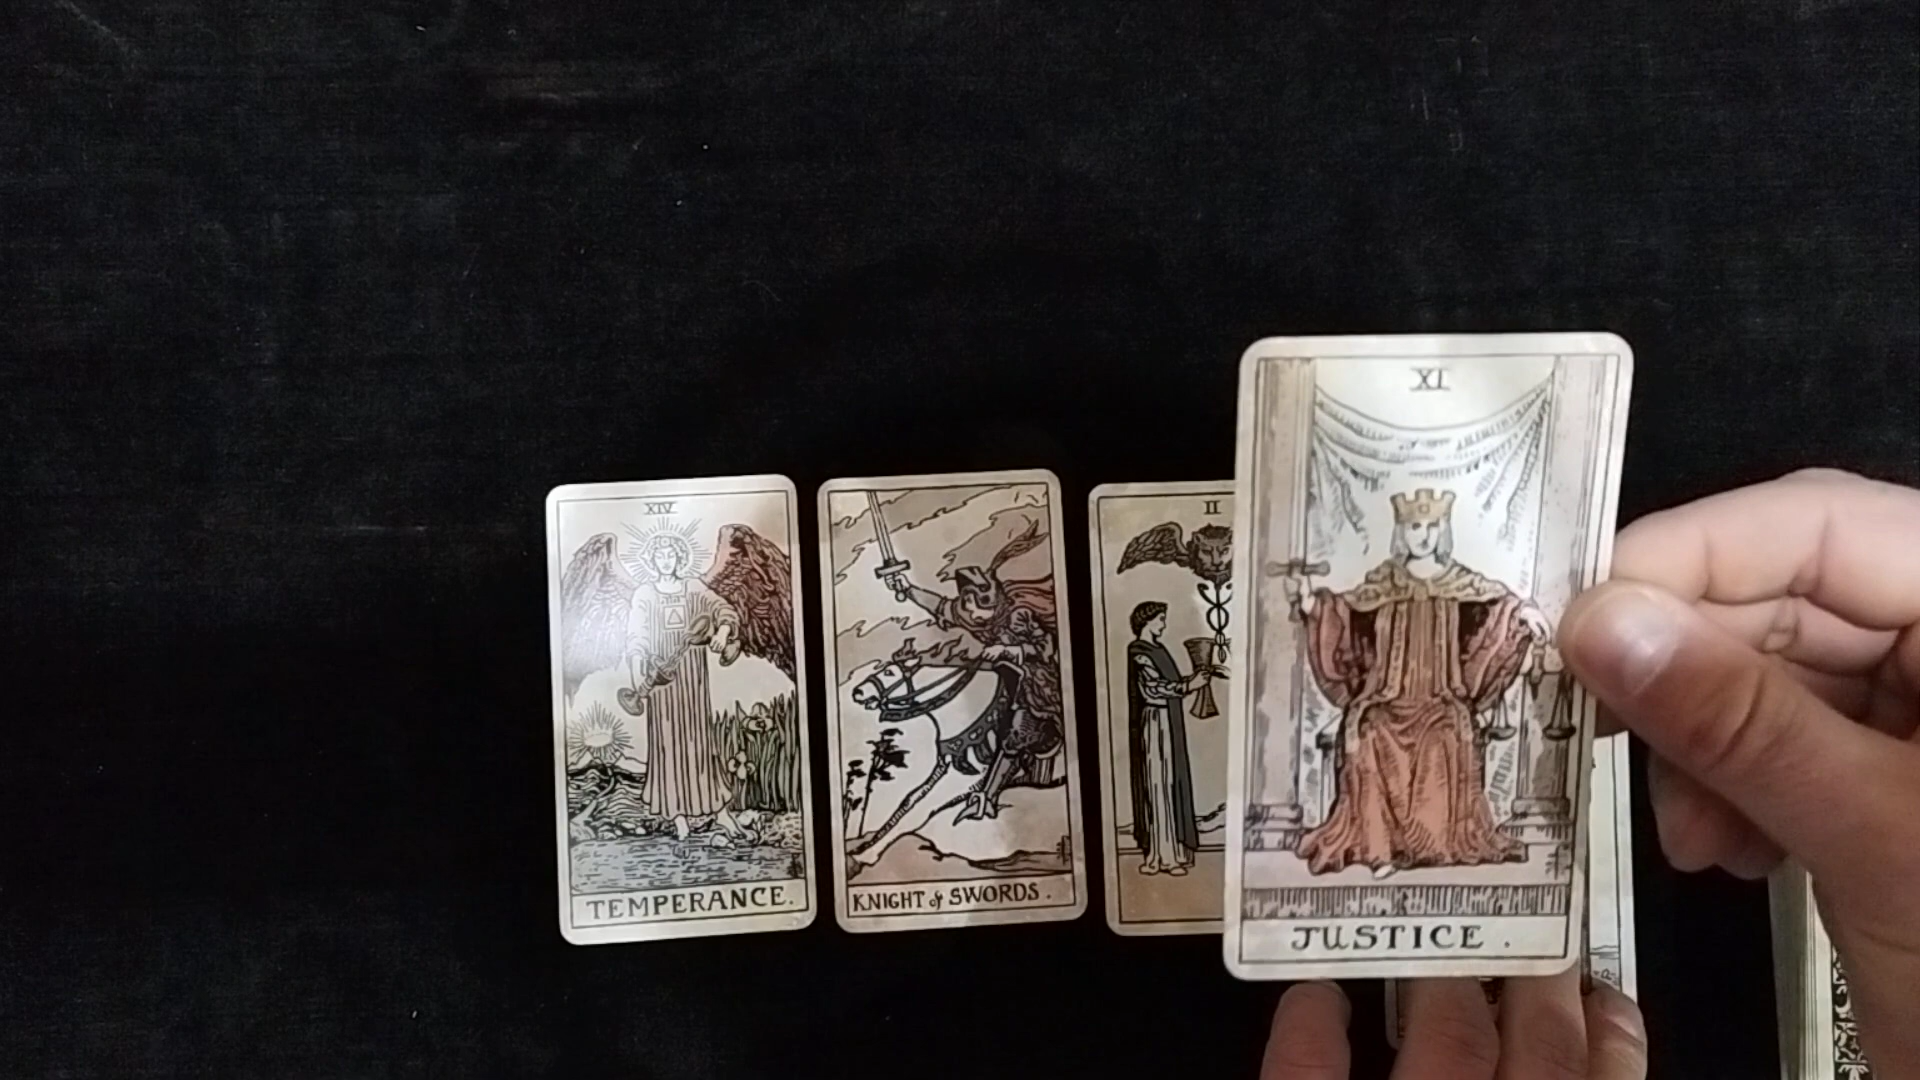 XIV
TEMPERANCE.
KNIGHT of SWORDS.
II
XI
JUSTICE.